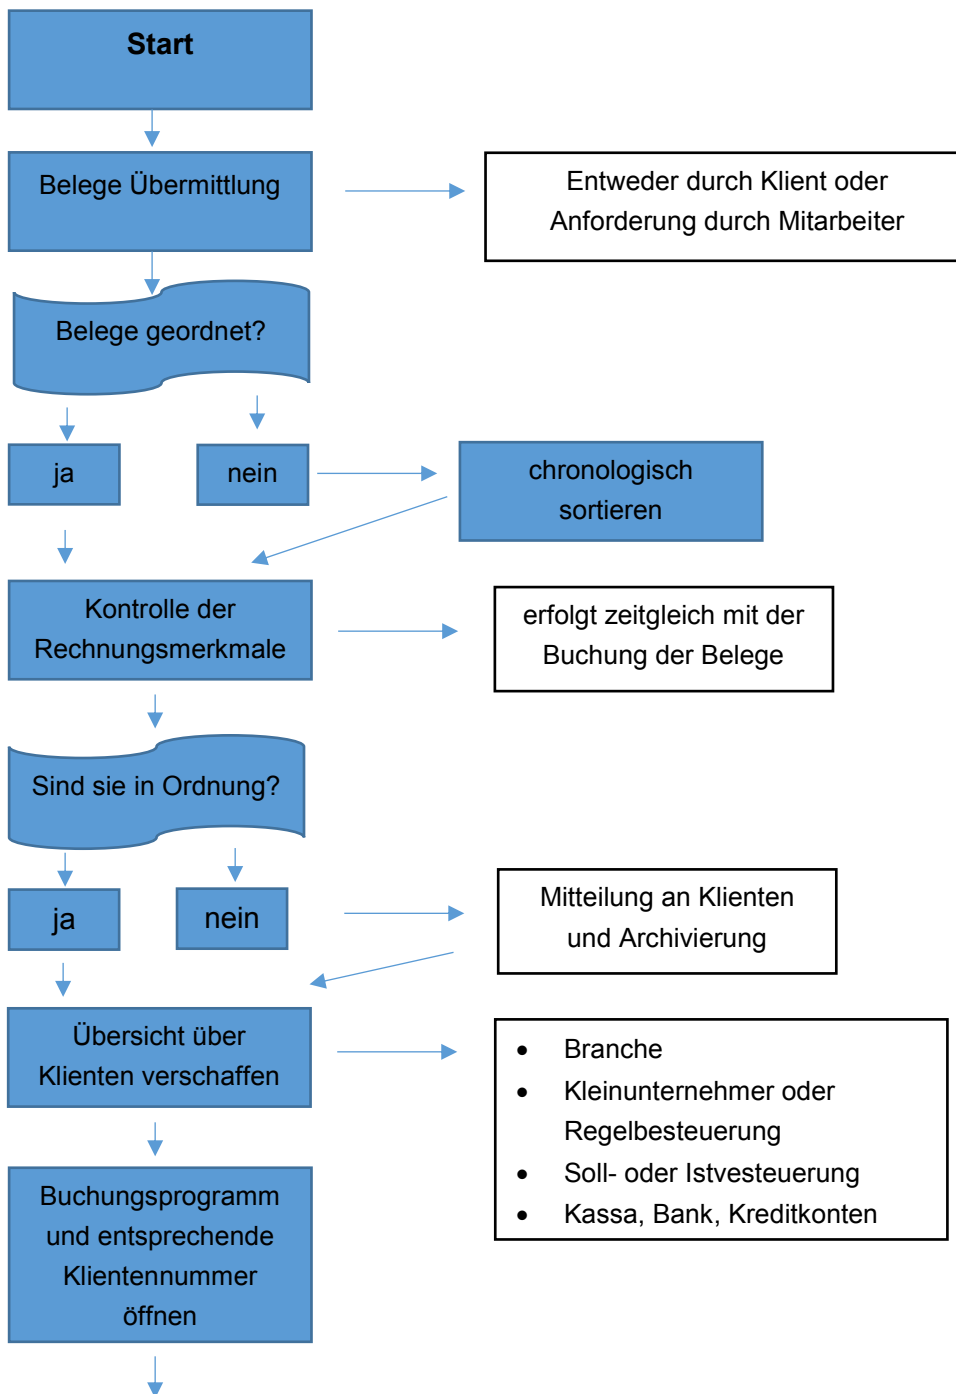 Start
Belege Übermittlung
Entweder durch Klient oder
Anforderung durch Mitarbeiter
Belege geordnet?
ja
nein
chronologisch
sortieren
Kontrolle der
Rechnungsmerkmale
erfolgt zeitgleich mit der
Buchung der Belege
Sind sie in Ordnung?
ja
nein
Mitteilung an Klienten
und Archivierung
Übersicht über
Klienten verschaffen
• Branche
• Kleinunternehmer oder
Regelbesteuerung
• Soll- oder Istvesteuerung
• Kassa, Bank, Kreditkonten
Buchungsprogramm
und entsprechende
Klientennummer
öffnen